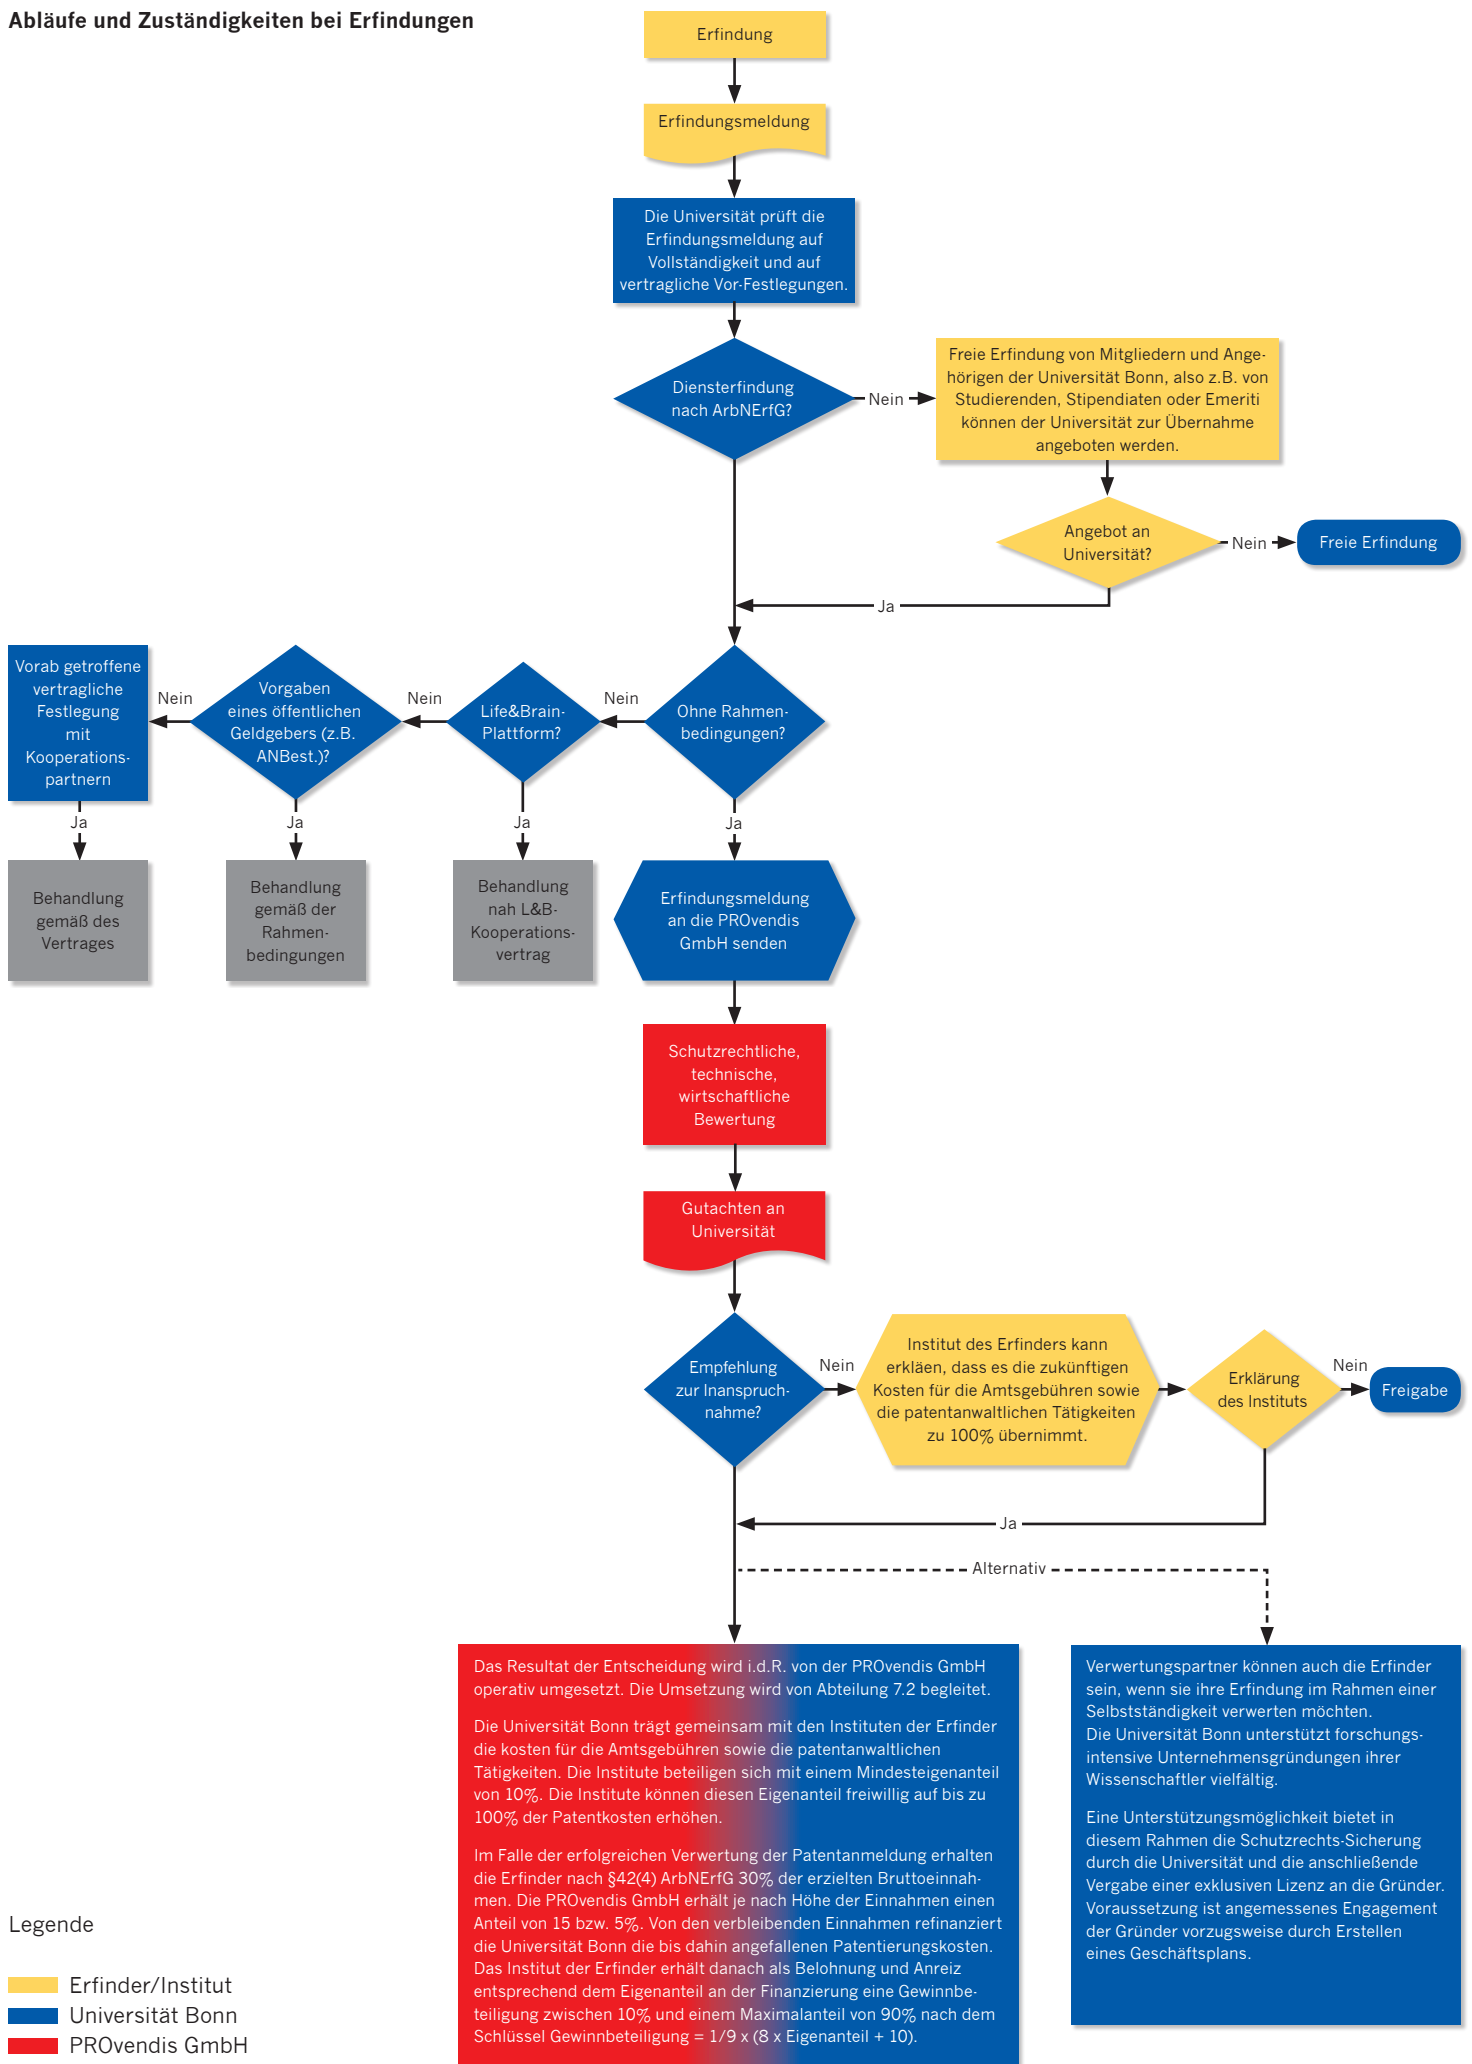 Abläufe und Zuständigkeiten bei Erfindungen
Erfindung
Erfindungsmeldung
Die Universität prüft die
Erfindungsmeldung auf
Vollständigkeit und auf
vertragliche Vor-Festlegungen.
Diensterfindung
nach ArbNErfG?
Nein
Freie Erfindung von Mitgliedern und Ange-
hörigen der Universität Bonn, also z.B. von
Studierenden, Stipendiaten oder Emeriti
können der Universität zur Übernahme
angeboten werden.
Angebot an
Universität?
Nein
Freie Erfindung
Ja
Ohne Rahmen-
bedingungen?
Nein
Life&Brain-
Plattform?
Nein
Vorgaben
eines öffentlichen
Geldgebers (z.B.
ANBest.)?
Nein
Vorab getroffene
vertragliche
Festlegung
mit
Kooperations-
partnern
Ja
Ja
Ja
Ja
Behandlung
gemäß des
Vertrages
Behandlung
gemäß der
Rahmen-
bedingungen
Behandlung
nah L&B-
Kooperations-
vertrag
Erfindungsmeldung
an die PROvendis
GmbH senden
Schutzrechtliche,
technische,
wirtschaftliche
Bewertung
Gutachten an
Universität
Empfehlung
zur Inanspruch-
nahme?
Nein
Institut des Erfinders kann
erkläen, dass es die zukünftigen
Kosten für die Amtsgebühren sowie
die patentanwaltlichen Tätigkeiten
zu 100% übernimmt.
Erklärung
des Instituts
Nein
Freigabe
Ja
Alternativ
Das Resultat der Entscheidung wird i.d.R. von der PROvendis GmbH
operativ umgesetzt. Die Umsetzung wird von Abteilung 7.2 begleitet.
Die Universität Bonn trägt gemeinsam mit den Instituten der Erfinder
die kosten für die Amtsgebühren sowie die patentanwaltlichen
Tätigkeiten. Die Institute beteiligen sich mit einem Mindesteigenanteil
von 10%. Die Institute können diesen Eigenanteil freiwillig auf bis zu
100% der Patentkosten erhöhen.
Im Falle der erfolgreichen Verwertung der Patentanmeldung erhalten
die Erfinder nach §42(4) ArbNErfG 30% der erzielten Bruttoeinnah-
men. Die PROvendis GmbH erhält je nach Höhe der Einnahmen einen
Anteil von 15 bzw. 5%. Von den verbleibenden Einnahmen refinanziert
die Universität Bonn die bis dahin angefallenen Patentierungskosten.
Das Institut der Erfinder erhält danach als Belohnung und Anreiz
entsprechend dem Eigenanteil an der Finanzierung eine Gewinnbe-
teiligung zwischen 10% und einem Maximalanteil von 90% nach dem
Schlüssel Gewinnbeteiligung = 1/9 x (8 x Eigenanteil + 10).
Verwertungspartner können auch die Erfinder
sein, wenn sie ihre Erfindung im Rahmen einer
Selbstständigkeit verwerten möchten.
Die Universität Bonn unterstützt forschungs-
intensive Unternehmensgründungen ihrer
Wissenschaftler vielfältig.
Eine Unterstützungsmöglichkeit bietet in
diesem Rahmen die Schutzrechts-Sicherung
durch die Universität und die anschließende
Vergabe einer exklusiven Lizenz an die Gründer.
Voraussetzung ist angemessenes Engagement
der Gründer vorzugsweise durch Erstellen
eines Geschäftsplans.
Legende
Erfinder/Institut
Universität Bonn
PROvendis GmbH